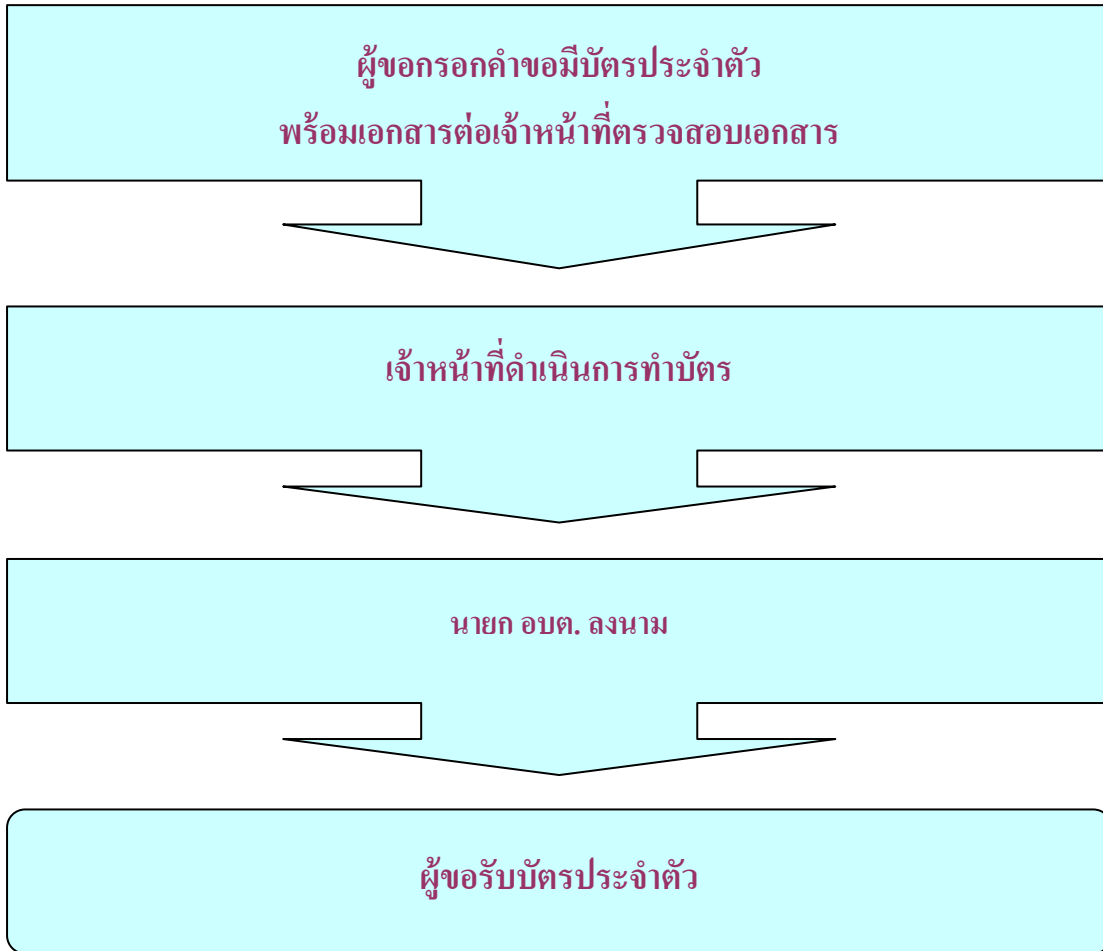 ผู้ขอกรอกคำขอมีบัตรประจำตัว
พร้อมเอกสารต่อเจ้าหน้าที่ตรวจสอบเอกสาร
เจ้าหน้าที่ดำเนินการทำบัตร
นายก อบต. ลงนาม
ผู้ขอรับบัตรประจำตัว